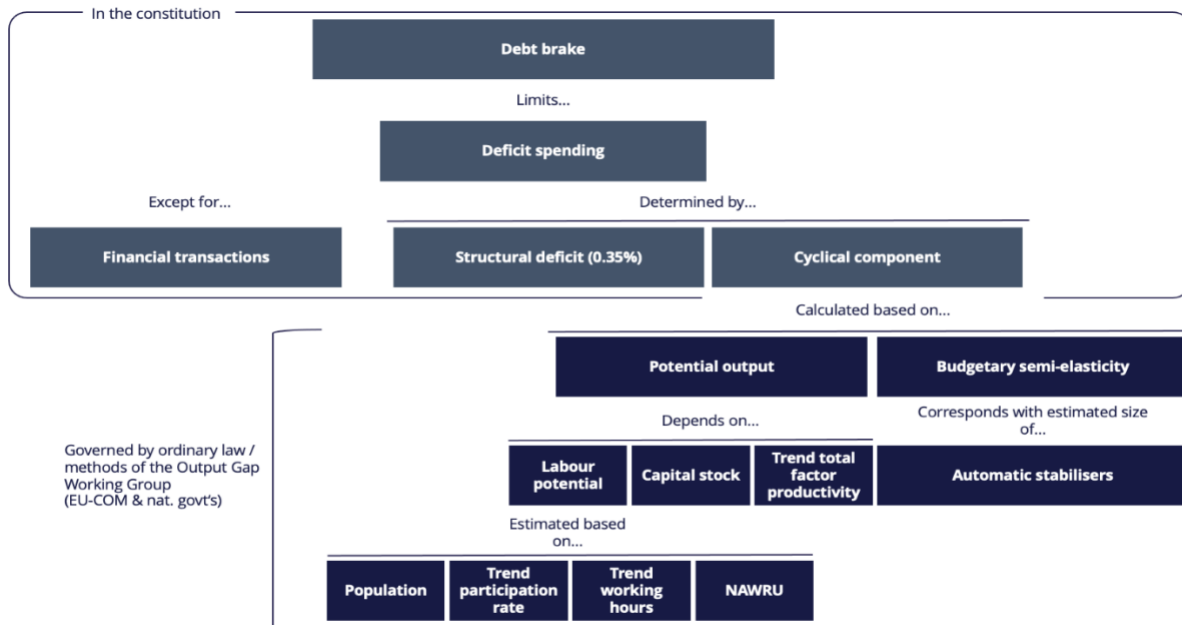 In the constitution
Debt brake
Limits...
Deficit spending
Except for...
Determined by...
Financial transactions
Structural deficit (0.35%)
Cyclical component
Calculated based on...
Potential output
Budgetary semi-elasticity
Depends on...
Corresponds with estimated size
of...
Governed by ordinary law /
methods of the Output Gap
Working Group
(EU-COM & nat. govt‘s)
Labour
potential
Capital stock
Trend total
factor
productivity
Automatic stabilisers
Estimated based
on...
Population
Trend
participation
rate
Trend
working
hours
NAWRU